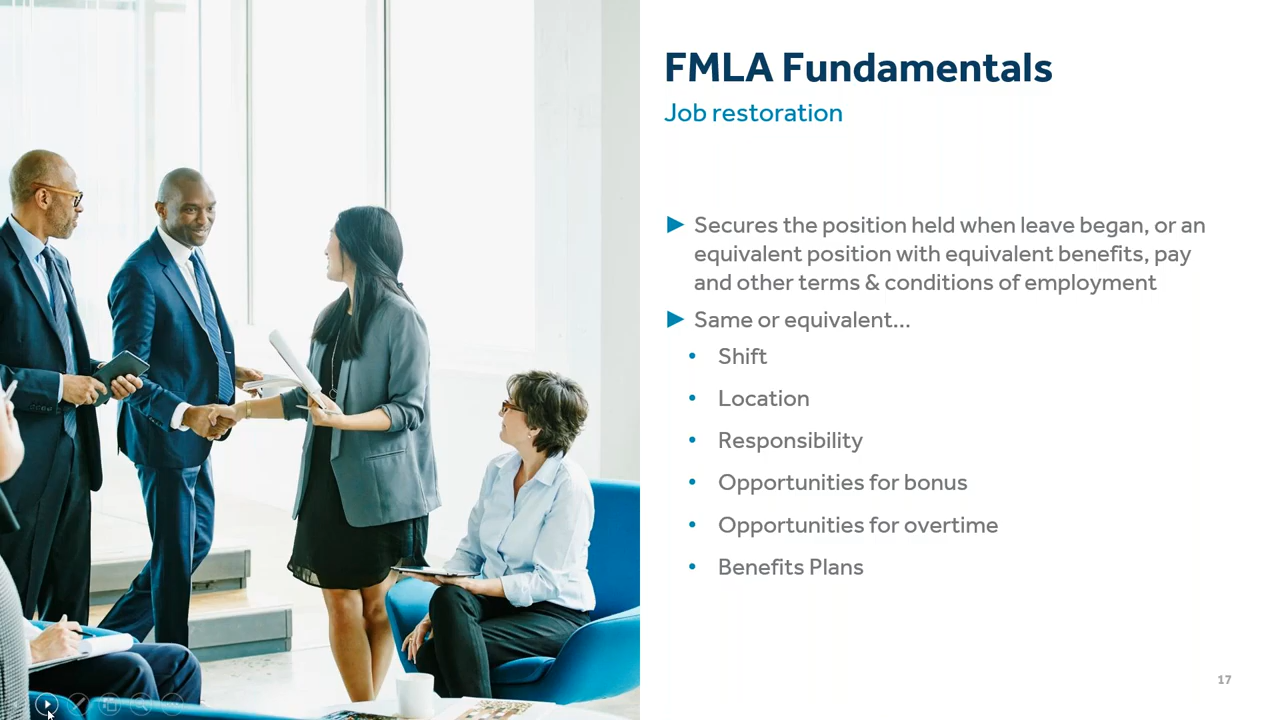 FMLA Fundamentals
Job restoration
► Secures the position held when leave began, or an
equivalent position with equivalent benefits, pay
and other terms & conditions of employment
► Same or equivalent...
• Shift
• Location
• Responsibility
• Opportunities for bonus
• Opportunities for overtime
• Benefits Plans
17